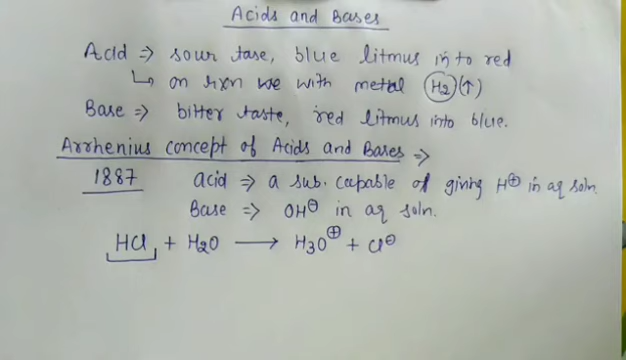 Acids and Bases
Acid => sour tase, blue litmus in to red
↳ on rxn we with metal H2(↑)
Base => bitter taste, red litmus into blue.
Arrhenius concept of Acids and Bases =>
1887 acid => a sub. capable of giving H⊕ in aq soln.
Base => OH⊖ in aq soln.
HCl + H2O ⟶ H3O⊕ + Cl⊖